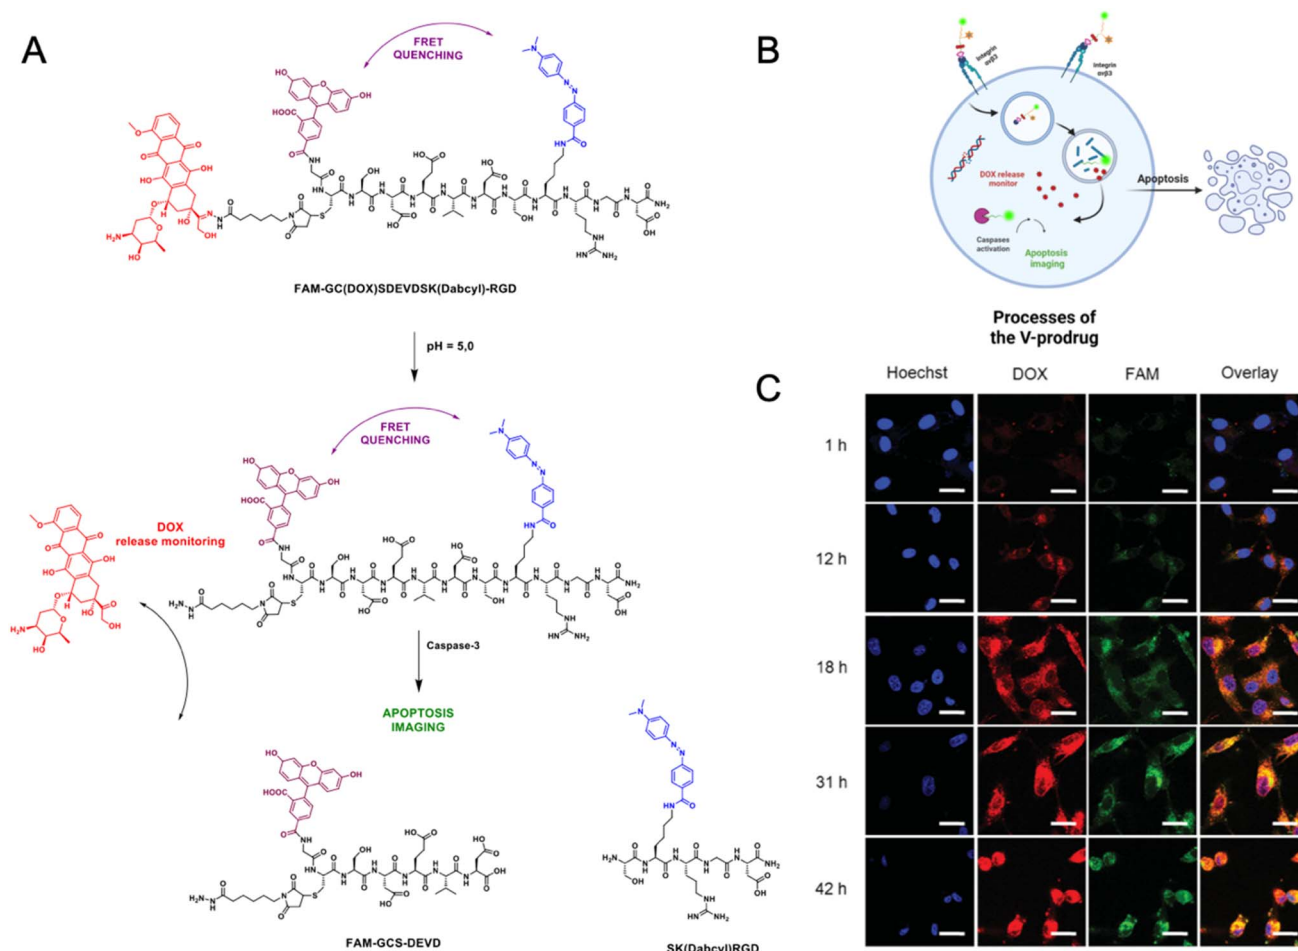 A
FRET
QUENCHING
FAM-GC(DOX)SDEVDSK(Dabcyl)-RGD
pH = 5,0
FRET
QUENCHING
DOX
release monitoring
Caspase-3
APOPTOSIS
IMAGING
FAM-GCS-DEVD
SK(Dabcyl)RGD
B
Integrin
αvβ3
Integrin
αvβ3
DOX release
monitor
Caspases
activation
Apoptosis
imaging
Apoptosis
Processes of
the V-prodrug
C
Hoechst DOX FAM Overlay
1 h
12 h
18 h
31 h
42 h